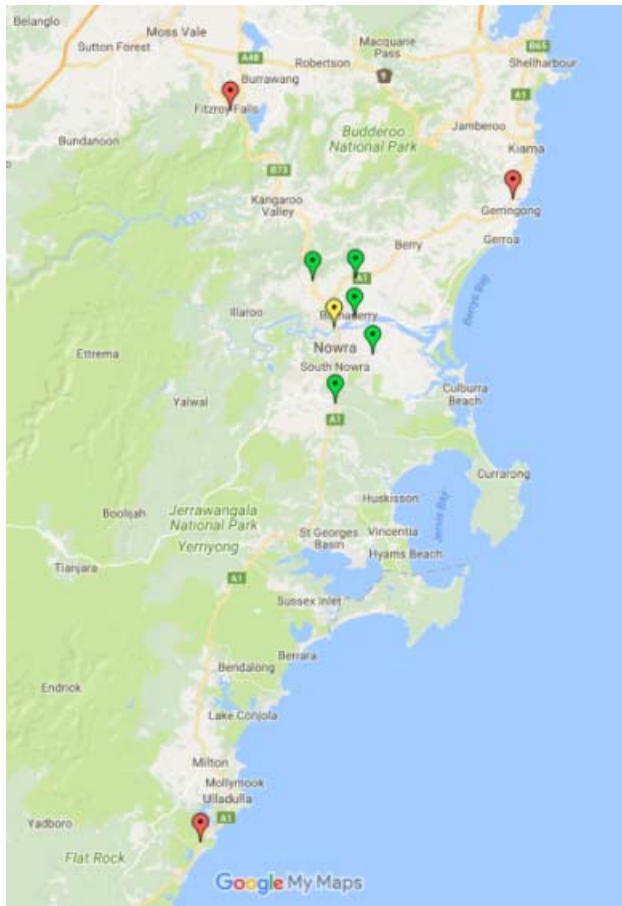 Belanglo
Moss Vale
Sutton Forest
A48
Robertson
Macquarie
Pass
B65
Shellharbour
Burrawang
A1
Fitzroy Falls
Bundanoon
Budderoo
National Park
Jamberoo
Kiama
B73
Kangaroo
Valley
Gerringong
Berry
Gerroa
A1
Illaroo
Berrys Bay
Ettrema
Nowra
South Nowra
Culburra
Beach
Yalwal
A1
Currarong
Huskisson
Jervis Bay
Boolijah
Jerrawangala
National Park
Yerriyong
St Georges
Basin
Vincentia
Hyams Beach
Tianjara
A1
Sussex Inlet
Berrara
Bendalong
Endrick
Lake Conjola
Milton
Mollymook
Ulladulla
Yadboro
A1
Flat Rock
Google My Maps